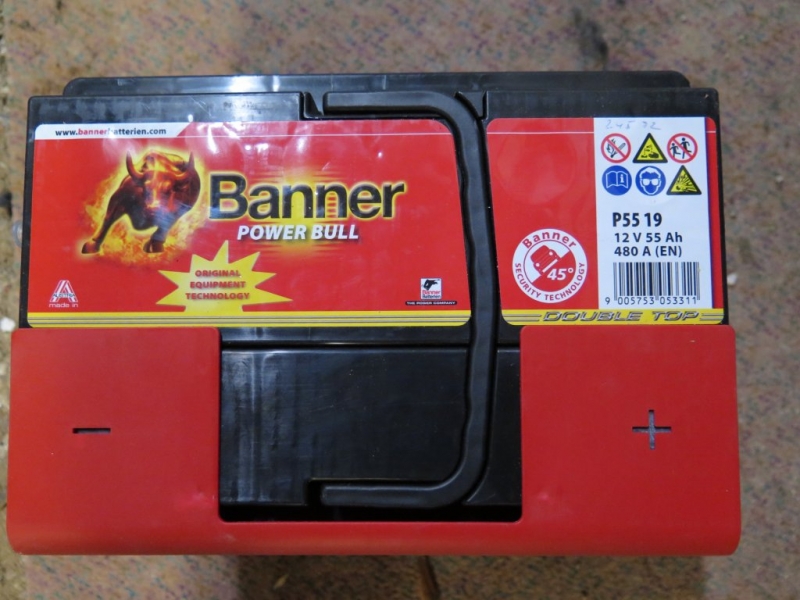 www.bannerbatterien.com
Banner
POWER BULL
ORIGINAL
EQUIPMENT
TECHNOLOGY
made in
Banner
THE POWER COMPANY
Banner
45°
SECURITY TECHNOLOGY
P55 19
12 V 55 Ah
480 A (EN)
9 005753 053311
DOUBLE TOP
-
+